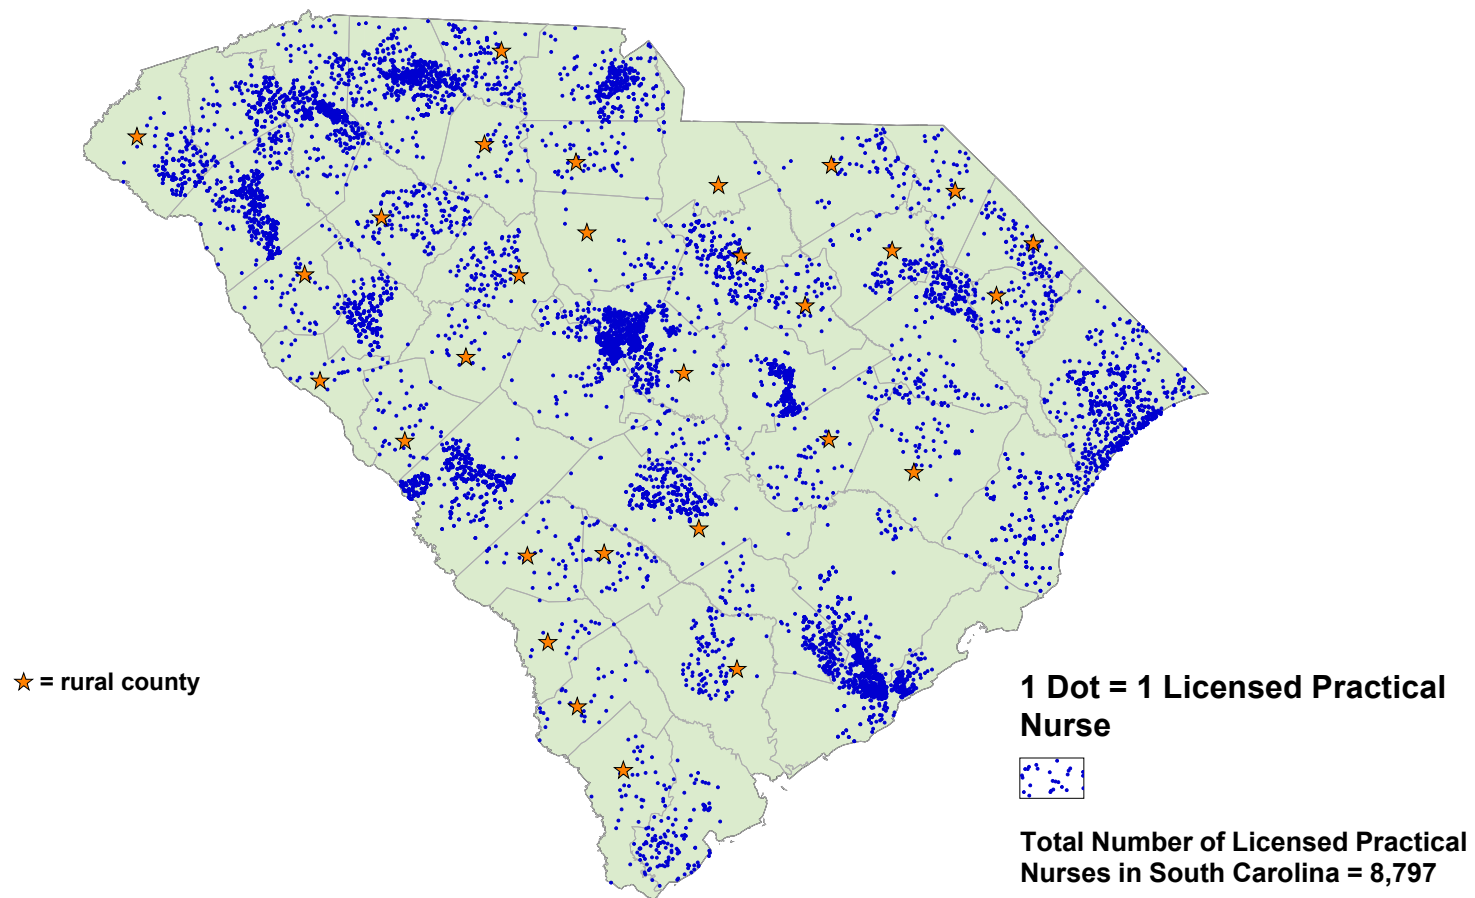 = rural county
1 Dot = 1 Licensed Practical
Nurse
Total Number of Licensed Practical
Nurses in South Carolina = 8,797